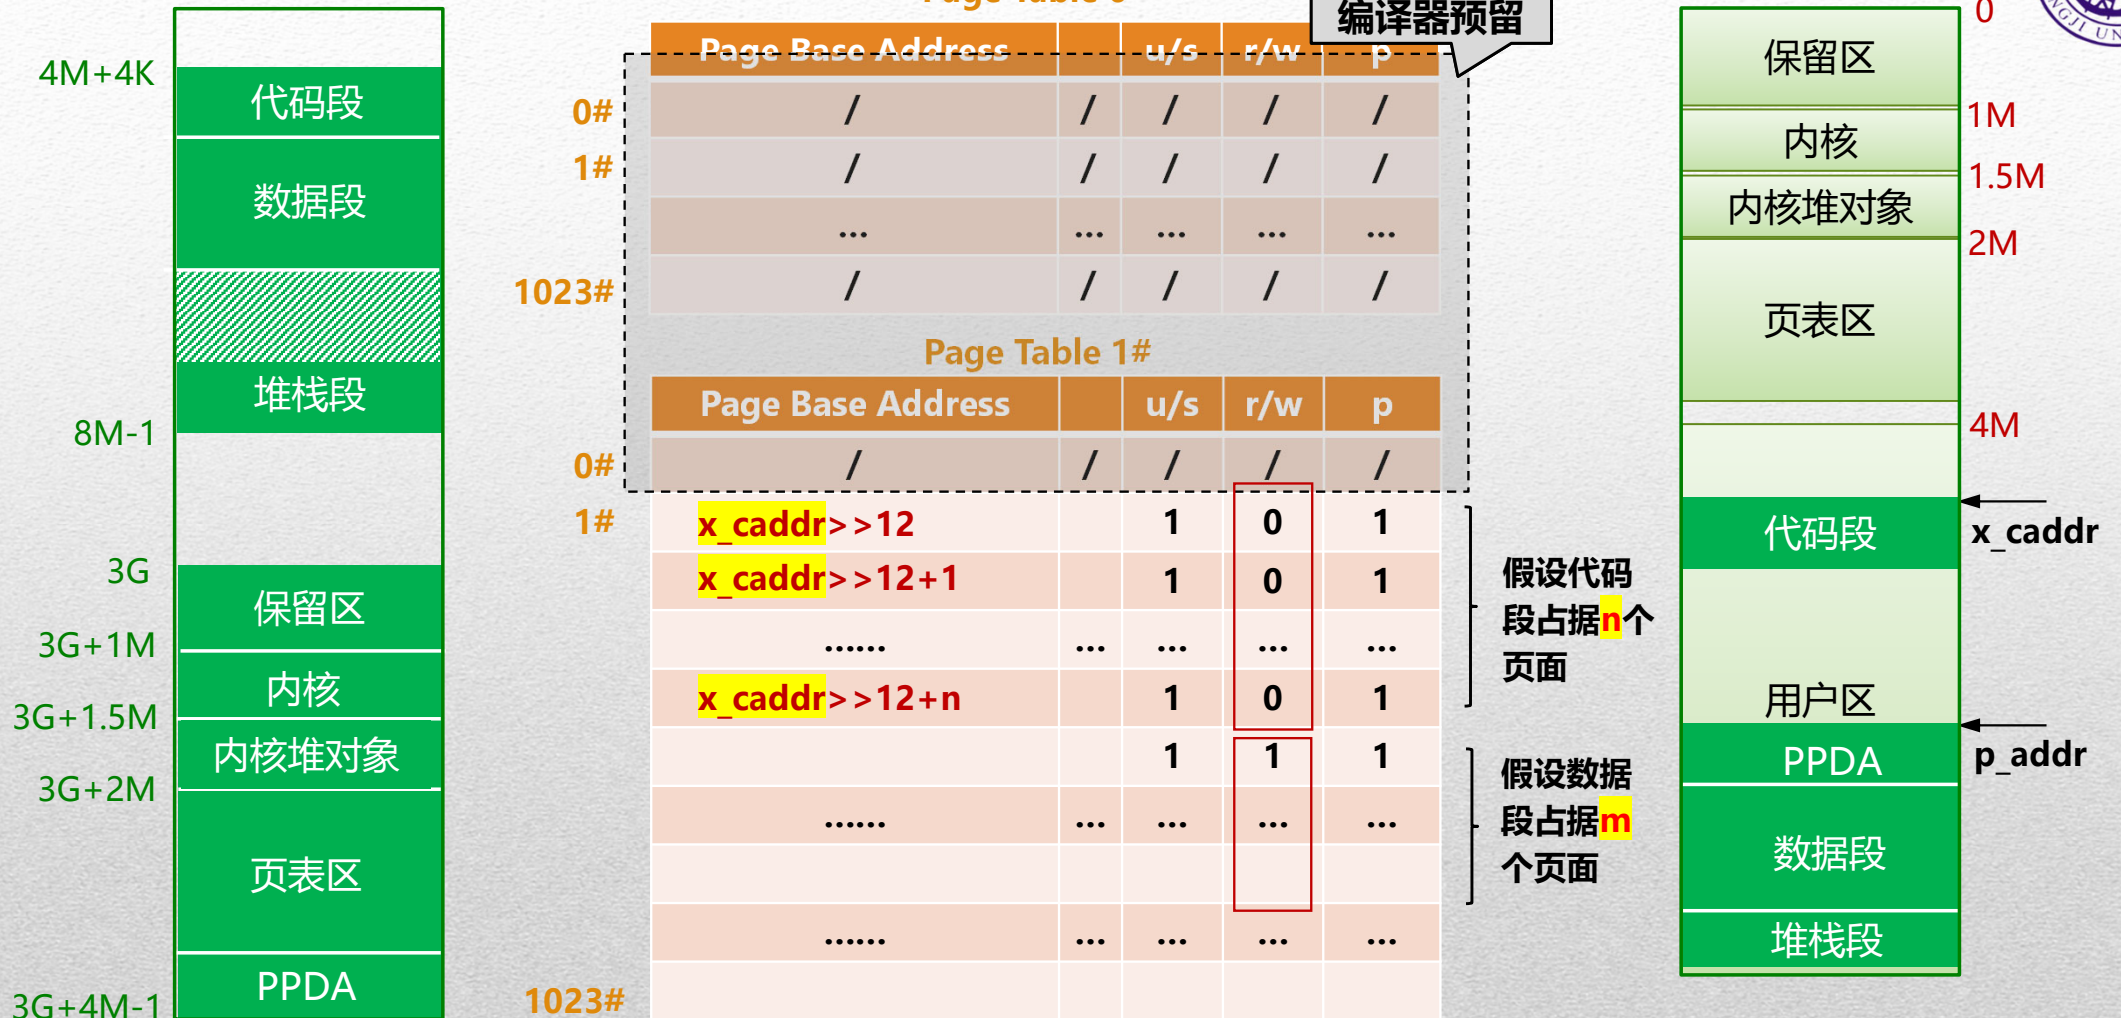 4M+4K
代码段
数据段
堆栈段
8M-1
3G
保留区
3G+1M
内核
3G+1.5M
内核堆对象
3G+2M
页表区
PPDA
3G+4M-1
编译器预留
Page Base Address u/s r/w p
0# / / / / /
1# / / / / /
... ... ... ... ...
1023# / / / / /
Page Table 1#
Page Base Address u/s r/w p
0# / / / / /
1# x_caddr>>12 1 0 1
x_caddr>>12+1 1 0 1
...... ... ... ... ...
x_caddr>>12+n 1 0 1
1 1 1
...... ... ... ... ...
...... ... ... ... ...
1023#
假设代码
段占据n个
页面
假设数据
段占据m
个页面
0
保留区
1M
内核
1.5M
内核堆对象
2M
页表区
4M
代码段
x_caddr
用户区
p_addr
PPDA
数据段
堆栈段